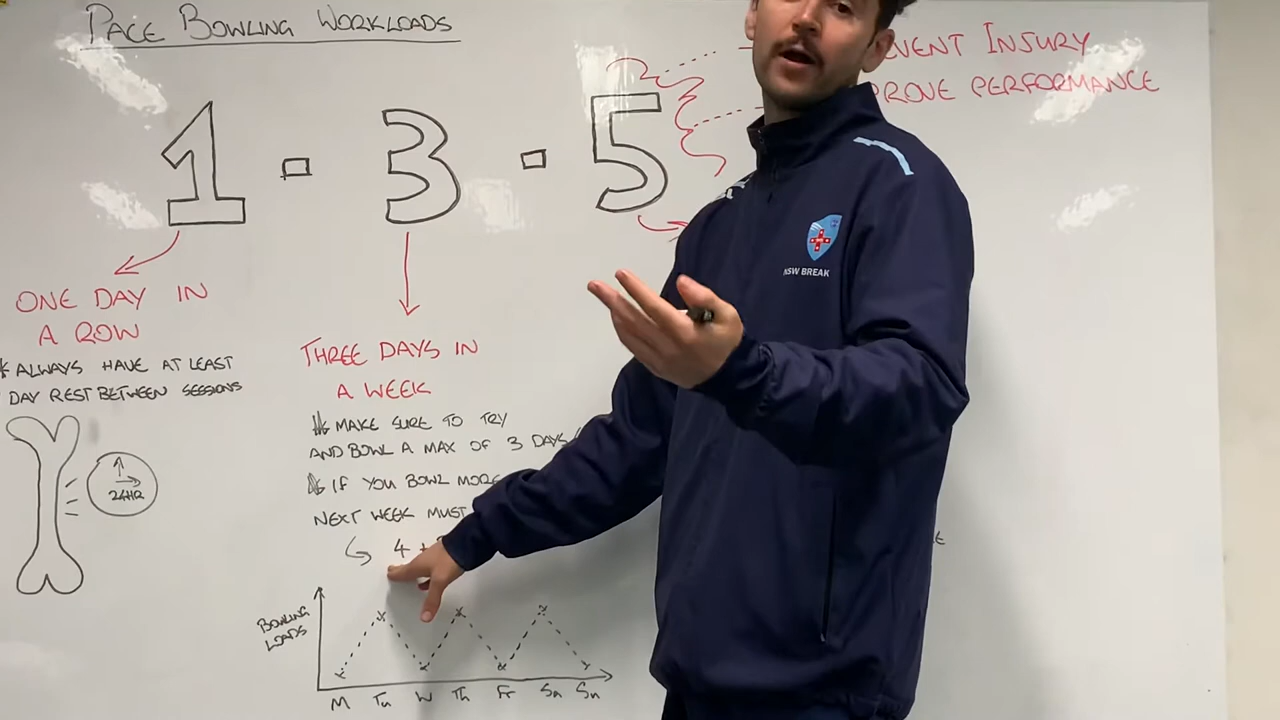 PACE BOWLING WORKLOADS
1 - 3 - 5
VENT INJURY
PROVE PERFORMANCE
ONE DAY IN
A ROW
* ALWAYS HAVE AT LEAST
DAY REST BETWEEN SESSIONS
24HR
THREE DAYS IN
A WEEK
* MAKE SURE TO TRY
AND BOWL A MAX OF 3 DAYS
* IF YOU BOWL MORE
NEXT WEEK MUST
4 +
BOWLING
LOADS
M Tu W Th Fr Sa Su
NSW BREAK